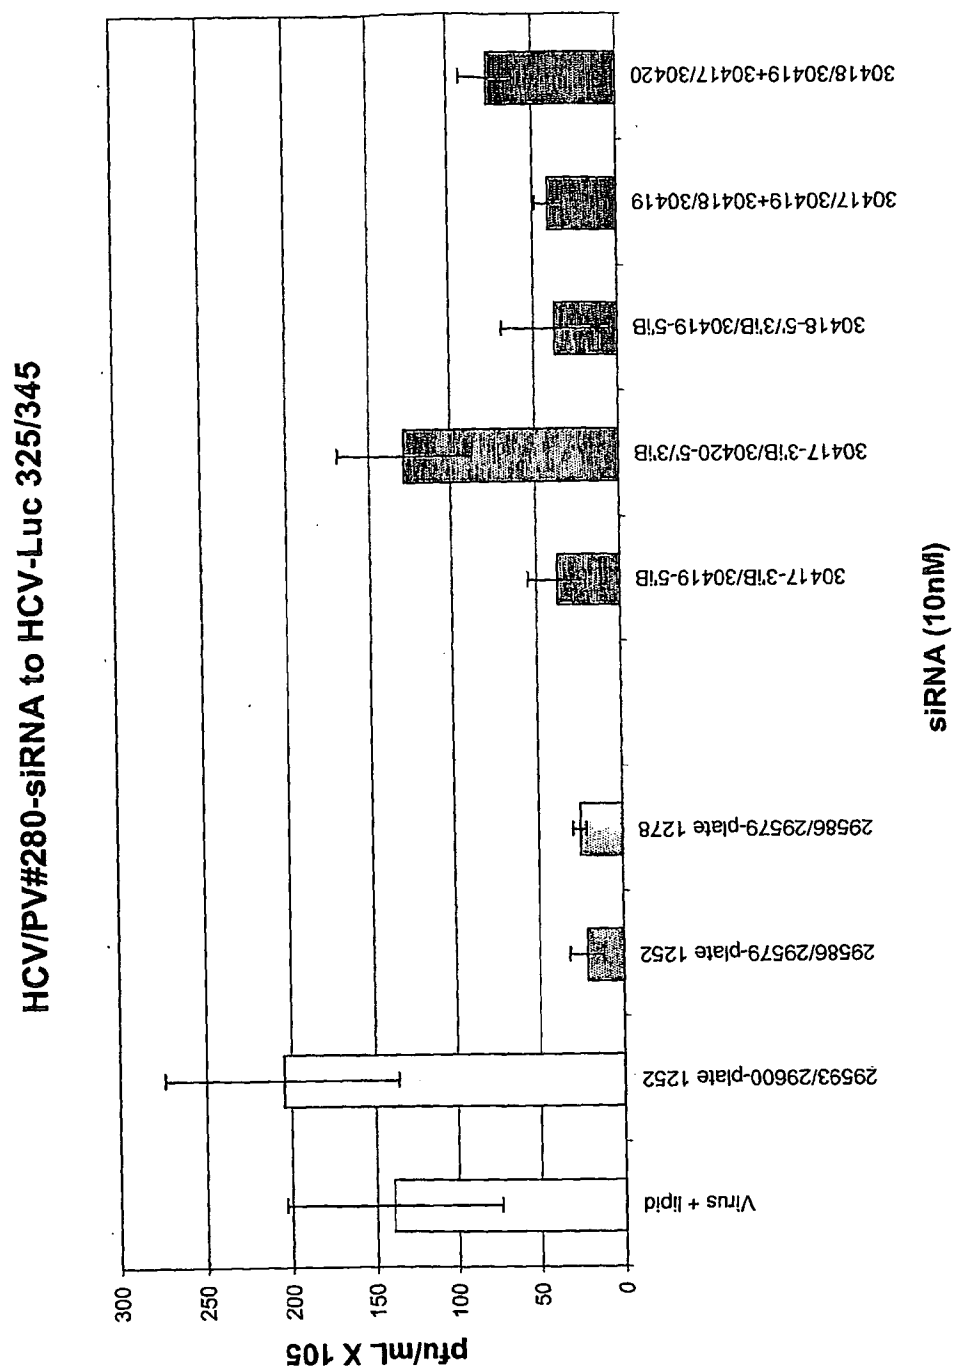 HCV/PV#280-siRNA to HCV-Luc 325/345
pfu/mL X 105
300
250
200
150
100
50
0
Virus + lipid
29593/29600-plate 1252
29586/29579-plate 1252
29586/29579-plate 1278
30417-3'iB/30419-5'iB
30417-3'iB/30420-5'/3'iB
30418-5'/3'iB/30419-5'iB
30417/30419+30418/30419
30418/30419+30417/30420
siRNA (10nM)